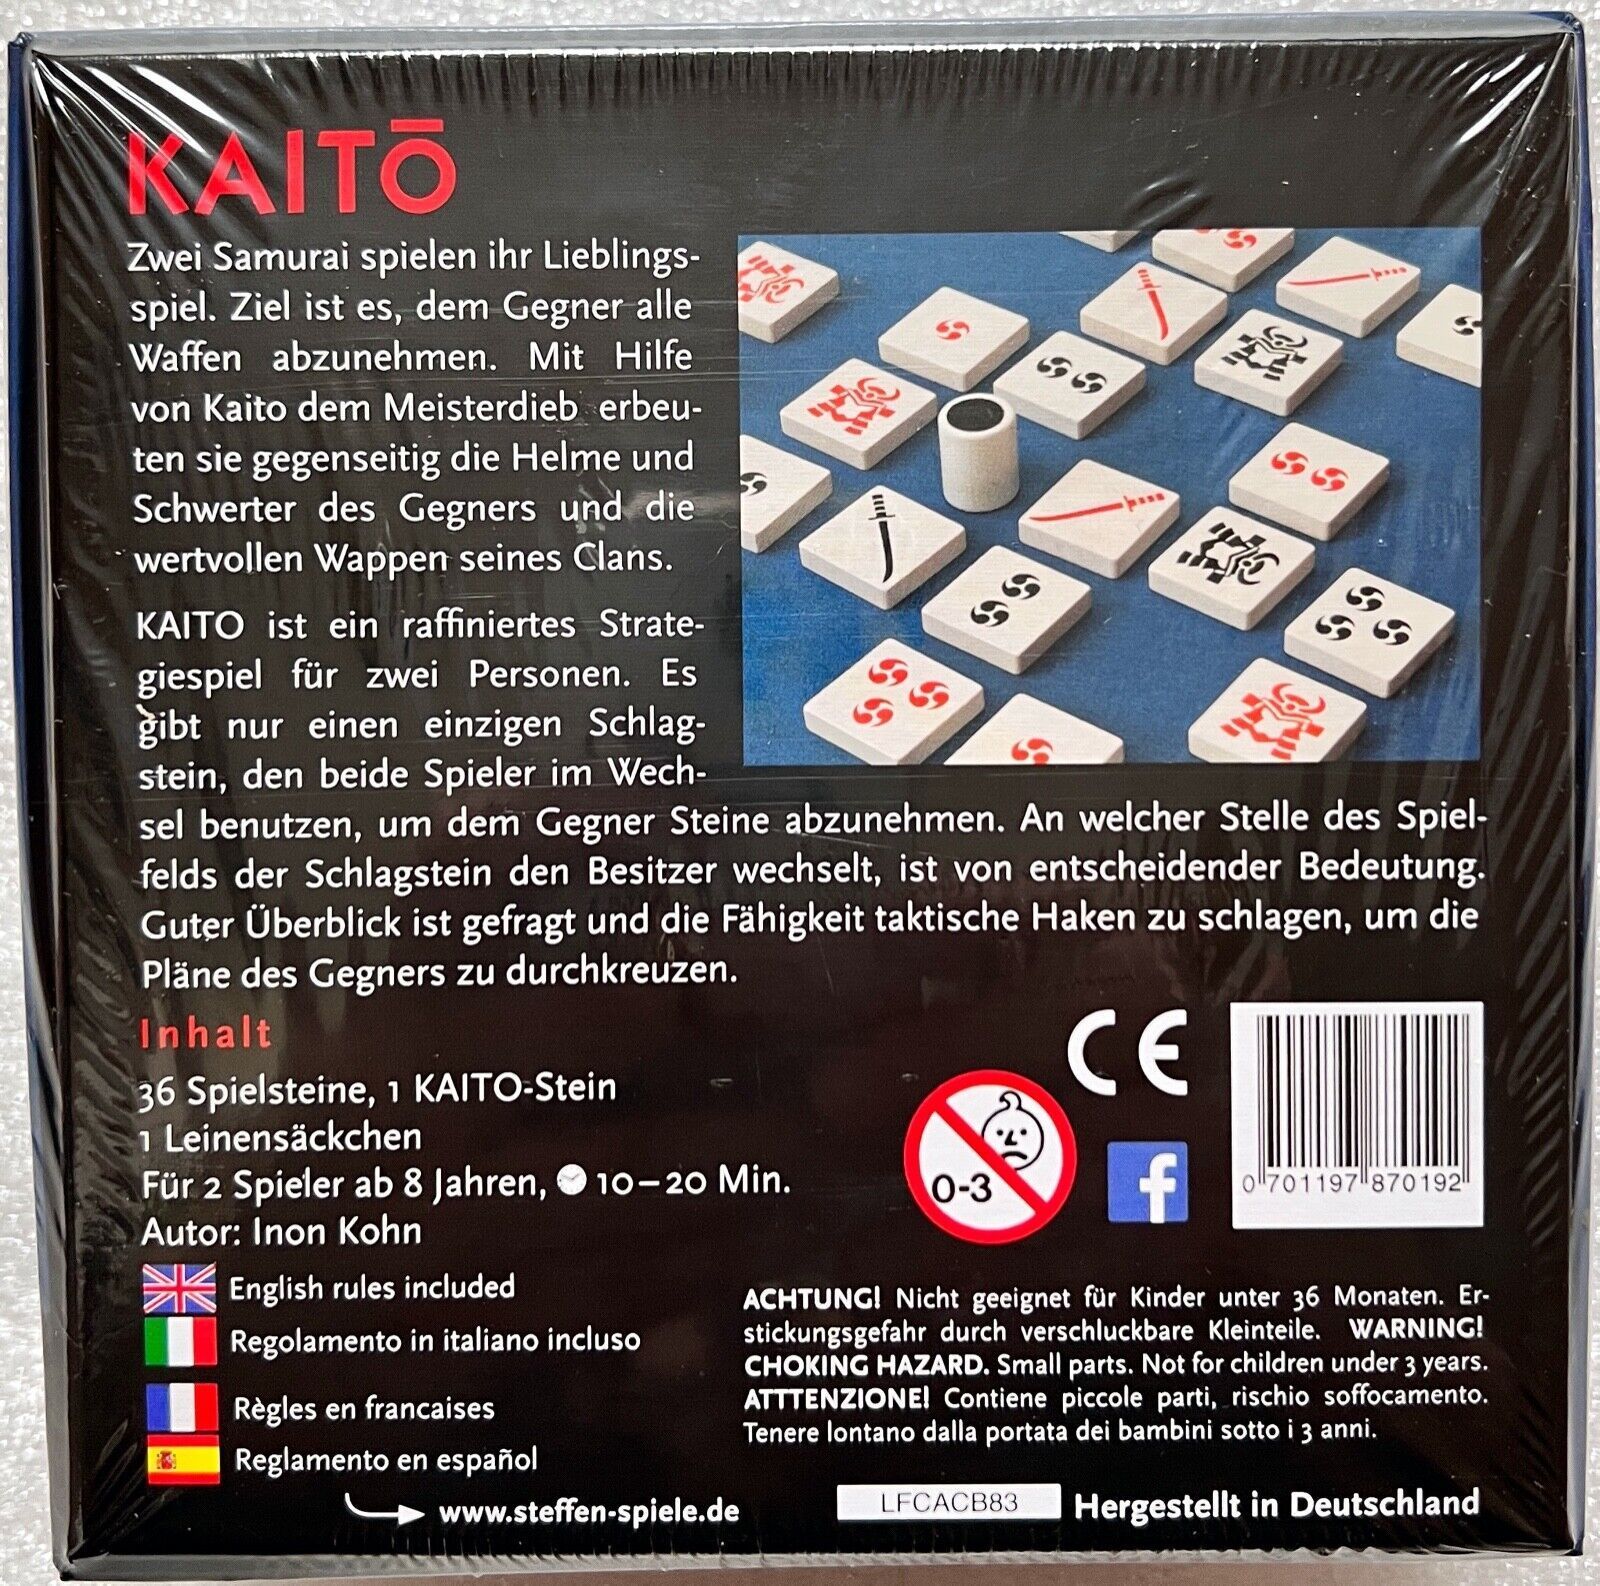 KAITŌ
Zwei Samurai spielen ihr Lieblings-
spiel. Ziel ist es, dem Gegner alle
Waffen abzunehmen. Mit Hilfe
von Kaito dem Meisterdieb erbeu-
ten sie gegenseitig die Helme und
Schwerter des Gegners und die
wertvollen Wappen seines Clans.
KAITO ist ein raffiniertes Strate-
giespiel für zwei Personen. Es
gibt nur einen einzigen Schlag-
stein, den beide Spieler im Wech-
sel benutzen, um dem Gegner Steine abzunehmen. An welcher Stelle des Spiel-
felds der Schlagstein den Besitzer wechselt, ist von entscheidender Bedeutung.
Guter Überblick ist gefragt und die Fähigkeit taktische Haken zu schlagen, um die
Pläne des Gegners zu durchkreuzen.
Inhalt
36 Spielsteine, 1 KAITO-Stein
1 Leinensäckchen
Für 2 Spieler ab 8 Jahren, 10–20 Min.
Autor: Inon Kohn
English rules included
Regolamento in italiano incluso
Règles en francaises
Reglamento en español
www.steffen-spiele.de
CE
0-3
f
0 701197 870192
ACHTUNG! Nicht geeignet für Kinder unter 36 Monaten. Er-
stickungsgefahr durch verschluckbare Kleinteile. WARNING!
CHOKING HAZARD. Small parts. Not for children under 3 years.
ATTTENZIONE! Contiene piccole parti, rischio soffocamento.
Tenere lontano dalla portata dei bambini sotto i 3 anni.
LFCACB83
Hergestellt in Deutschland